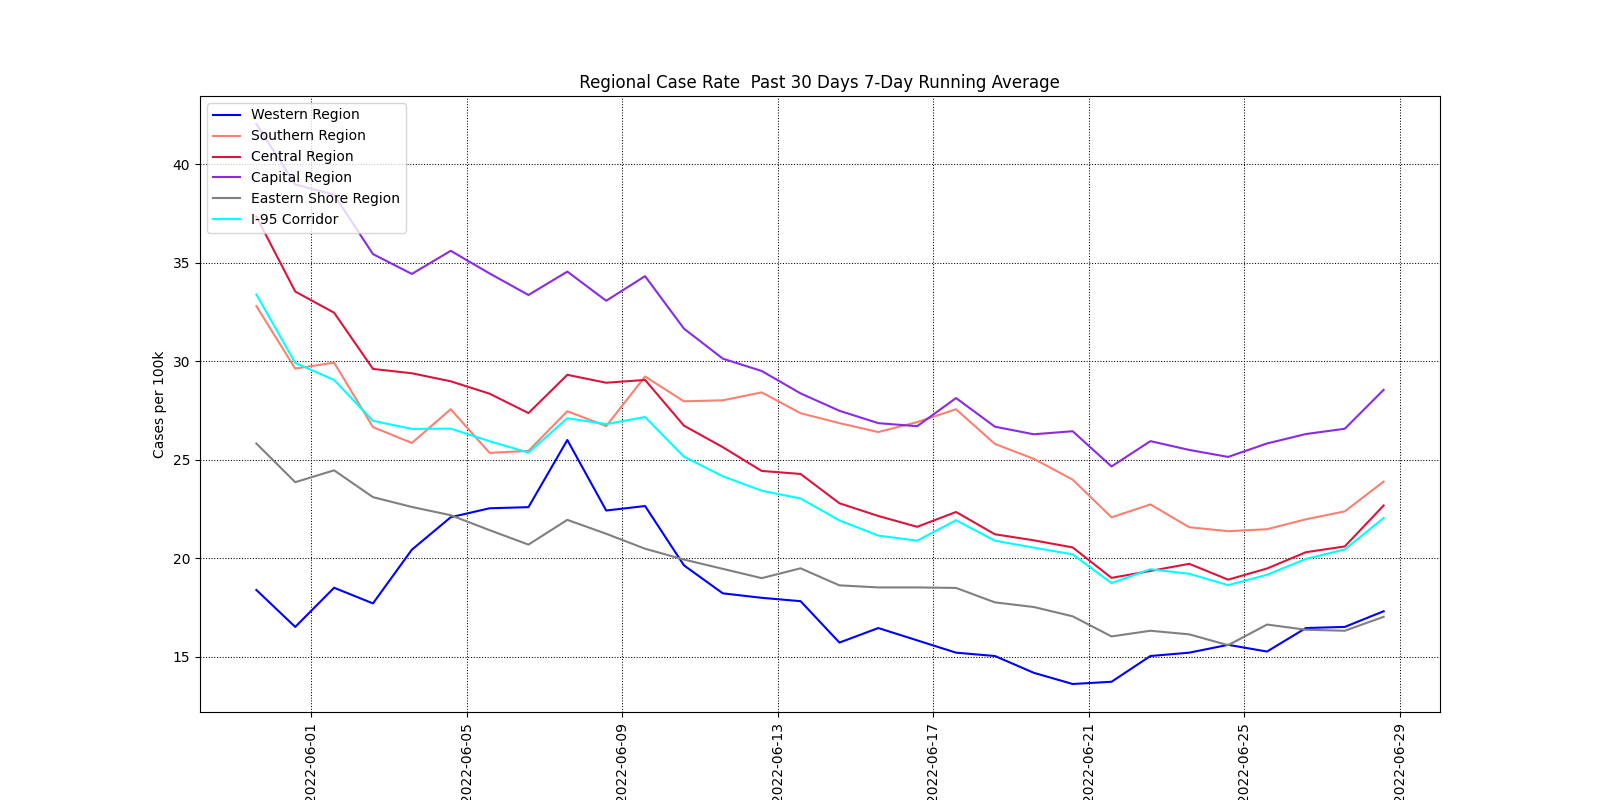 Regional Case Rate  Past 30 Days 7-Day Running Average
Western Region
Southern Region
Central Region
Capital Region
Eastern Shore Region
I-95 Corridor
Cases per 100k
40
35
30
25
20
15
2022-06-01
2022-06-05
2022-06-09
2022-06-13
2022-06-17
2022-06-21
2022-06-25
2022-06-29